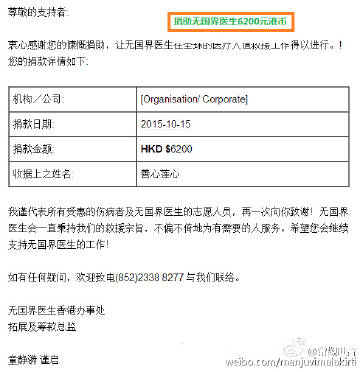 尊敬的支持者:
捐助无国界医生6200元港币
衷心感谢您的慷慨捐助，让无国界医生在全球的医疗人道救援工作得以进行。!
您的捐款详情如下:
机构／公司: [Organisation/ Corporate]
捐款日期: 2015-10-15
捐款金额: HKD $6200
收据上之姓名: 善心莲心
我谨代表所有受惠的伤病者及无国界医生的志愿人员，再一次向你致谢！无国界
医生会一直秉持我们的救援宗旨，不偏不倚地为有需要的人服务，希望您会继续
支持无国界医生的工作！
如有任何疑问，欢迎致电(852)2338 8277 与我们联络。
无国界医生香港办事处
拓展及筹款总监
童静 谨启
weibo.com/manjuvimalakirti